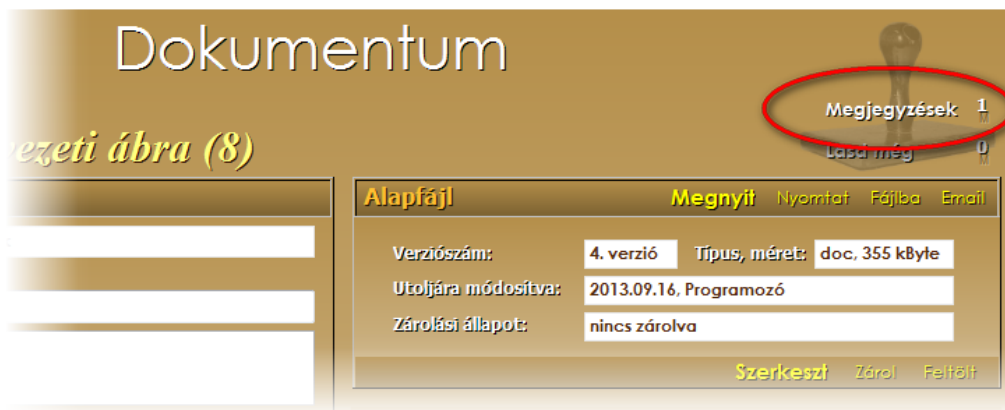 Dokumentum
Megjegyzések 1
ezeti ábra (8)
Lásd még 0
Alapfájl Megnyit Nyomtat Fájlba Email
Verziószám: 4. verzió Típus, méret: doc, 355 kByte
Utoljára módosítva: 2013.09.16, Programozó
Zárolási állapot: nincs zárolva
Szerkeszt Zárol Feltölt